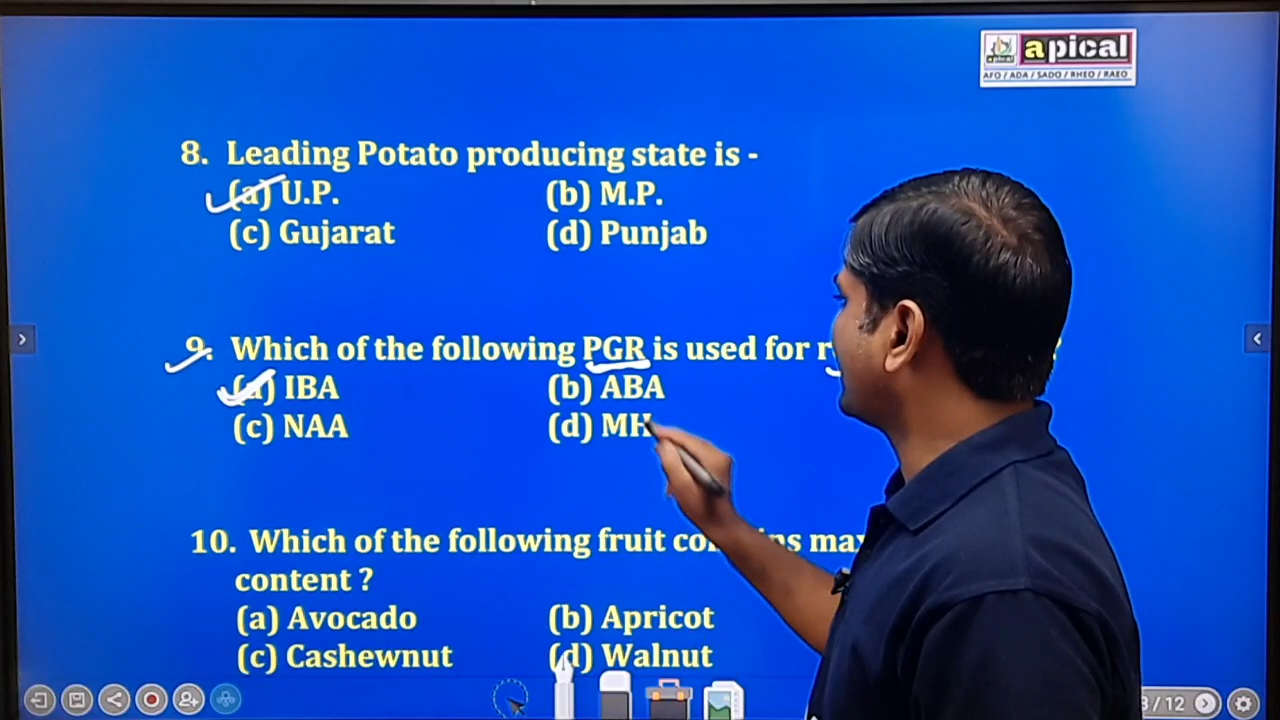 apical
AFO / ADA / SADO / RHEO / RAEO
8. Leading Potato producing state is -
(a) U.P. (b) M.P.
(c) Gujarat (d) Punjab
9. Which of the following PGR is used for ?
(a) IBA (b) ABA
(c) NAA (d) MH
10. Which of the following fruit
content ?
(a) Avocado (b) Apricot
(c) Cashewnut (d) Walnut
/ 12